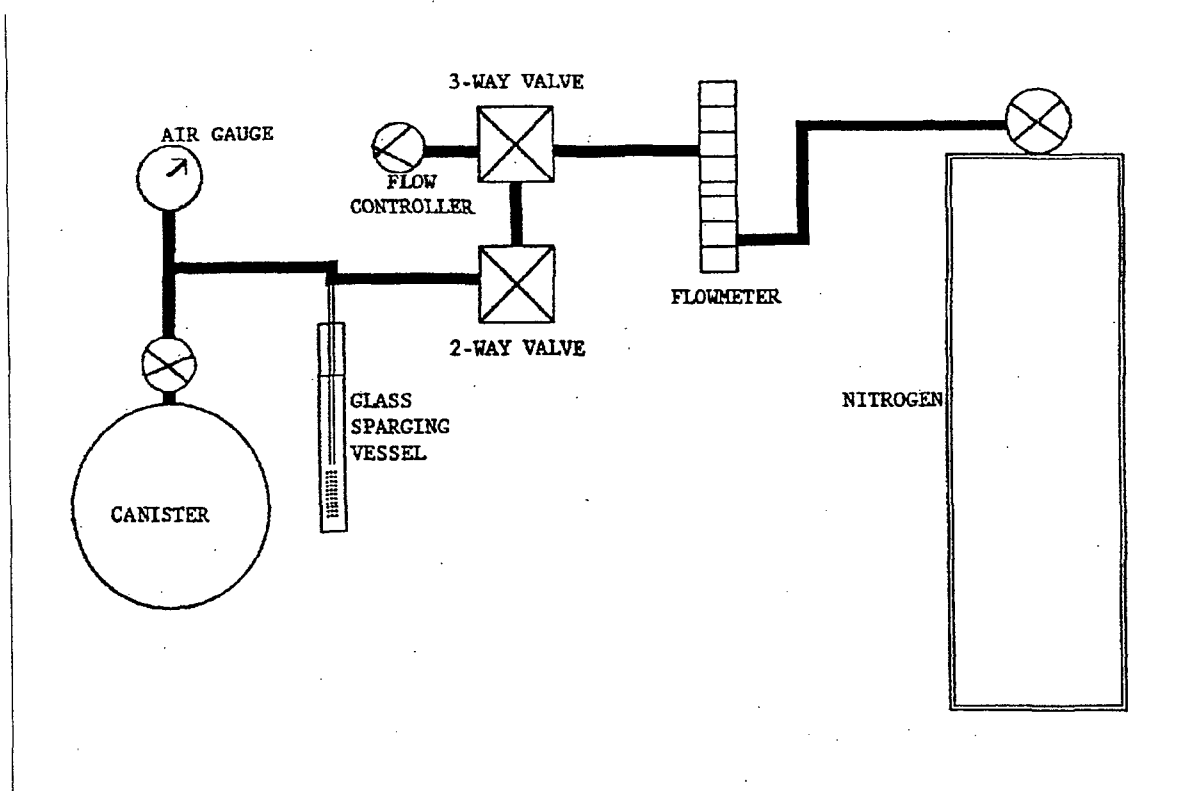 3-WAY VALVE
AIR GAUGE
FLOW
CONTROLLER
FLOWMETER
2-WAY VALVE
GLASS
SPARGING
VESSEL
NITROGEN
CANISTER